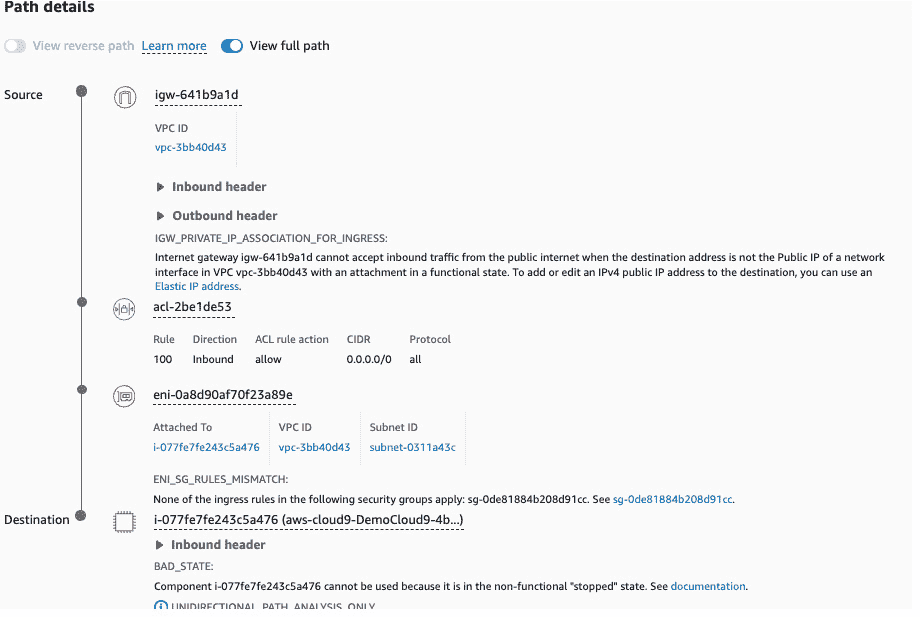 Path details
View reverse path Learn more View full path
Source
igw-641b9a1d
VPC ID
vpc-3bb40d43
Inbound header
Outbound header
IGW_PRIVATE_IP_ASSOCIATION_FOR_INGRESS:
Internet gateway igw-641b9a1d cannot accept inbound traffic from the public internet when the destination address is not the Public IP of a network
interface in VPC vpc-3bb40d43 with an attachment in a functional state. To add or edit an IPv4 public IP address to the destination, you can use an
Elastic IP address.
acl-2be1de53
Rule Direction ACL rule action CIDR Protocol
100 Inbound allow 0.0.0.0/0 all
eni-0a8d90af70f23a89e
Attached To VPC ID Subnet ID
i-077fe7fe243c5a476 vpc-3bb40d43 subnet-0311a43c
ENI_SG_RULES_MISMATCH:
None of the ingress rules in the following security groups apply: sg-0de81884b208d91cc. See sg-0de81884b208d91cc.
Destination
i-077fe7fe243c5a476 (aws-cloud9-DemoCloud9-4b...)
Inbound header
BAD_STATE:
Component i-077fe7fe243c5a476 cannot be used because it is in the non-functional "stopped" state. See documentation.
UNIDIRECTIONAL_PATH_ANALYSIS_ONLY